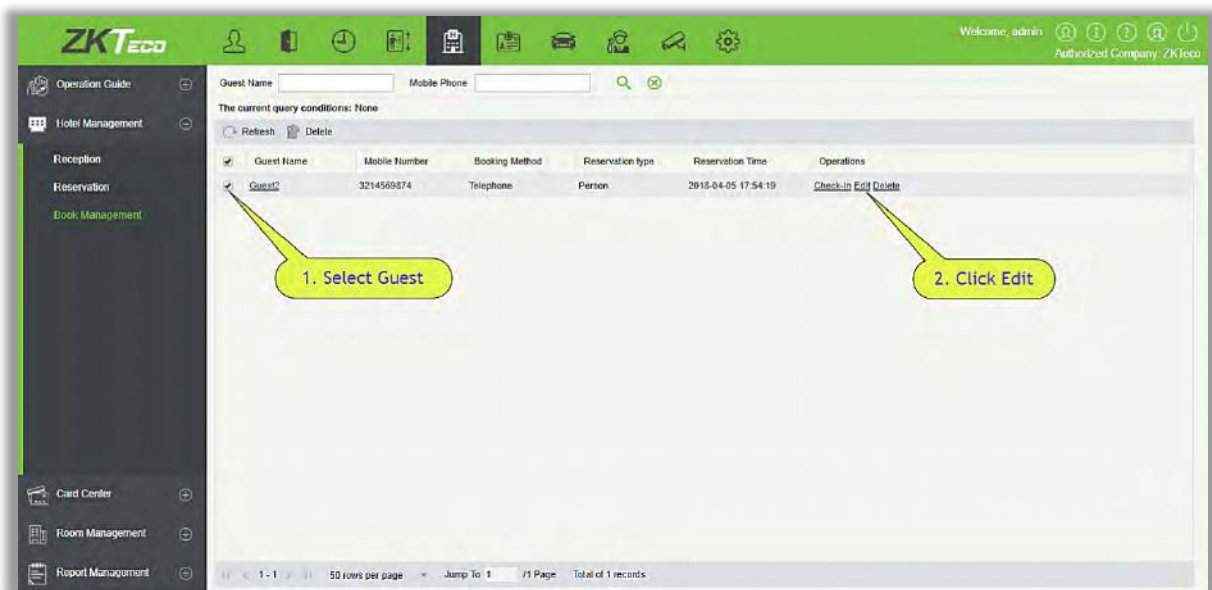 ZKTeco
Welcome, admin
Authorized Company: ZKTeco
Operation Guide
Hotel Management
Reception
Reservation
Book Management
Card Center
Room Management
Report Management
Guest Name Mobile Phone
The current query conditions: None
Refresh Delete
Guest Name Mobile Number Booking Method Reservation type Reservation Time Operations
Guest2 3214569874 Telephone Person 2018-04-05 17:54:19 Check-in Edit Delete
1. Select Guest
2. Click Edit
1-1 50 rows per page Jump To 1 /1 Page Total of 1 records